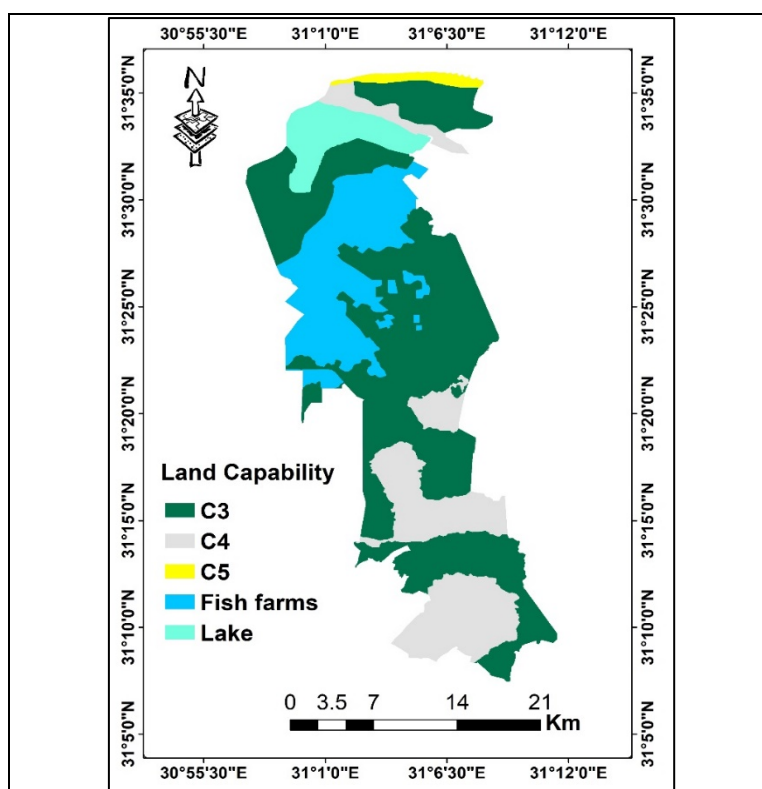 30°55'30"E 31°1'0"E 31°6'30"E 31°12'0"E
N
31°35'0"N 31°35'0"N
31°30'0"N 31°30'0"N
31°25'0"N 31°25'0"N
31°20'0"N 31°20'0"N
Land Capability
C3
C4
31°15'0"N 31°15'0"N
C5
Fish farms
Lake
31°10'0"N 31°10'0"N
0 3.5 7 14 21
Km
31°5'0"N 31°5'0"N
30°55'30"E 31°1'0"E 31°6'30"E 31°12'0"E